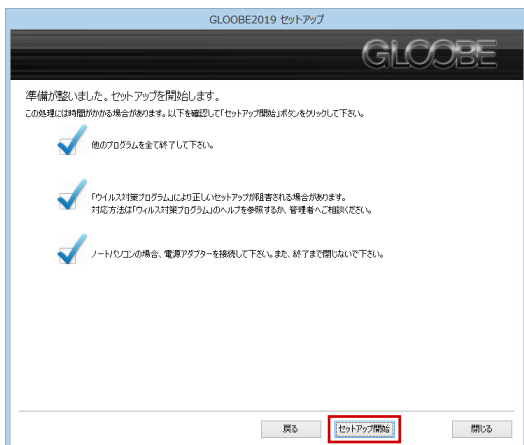 GLOOBE2019 セットアップ
GLOOBE
準備が整いました。セットアップを開始します。
この処理には時間がかかる場合があります。以下を確認して「セットアップ開始」ボタンをクリックして下さい。
他のプログラムを全て終了して下さい。
「ウイルス対策プログラム」により正しいセットアップが阻害される場合があります。
対応方法は「ウィルス対策プログラム」のヘルプを参照するか、管理者へご相談ください。
ノートパソコンの場合、電源アダプターを接続して下さい。また、終了まで閉じないで下さい。
戻る
セットアップ開始
閉じる